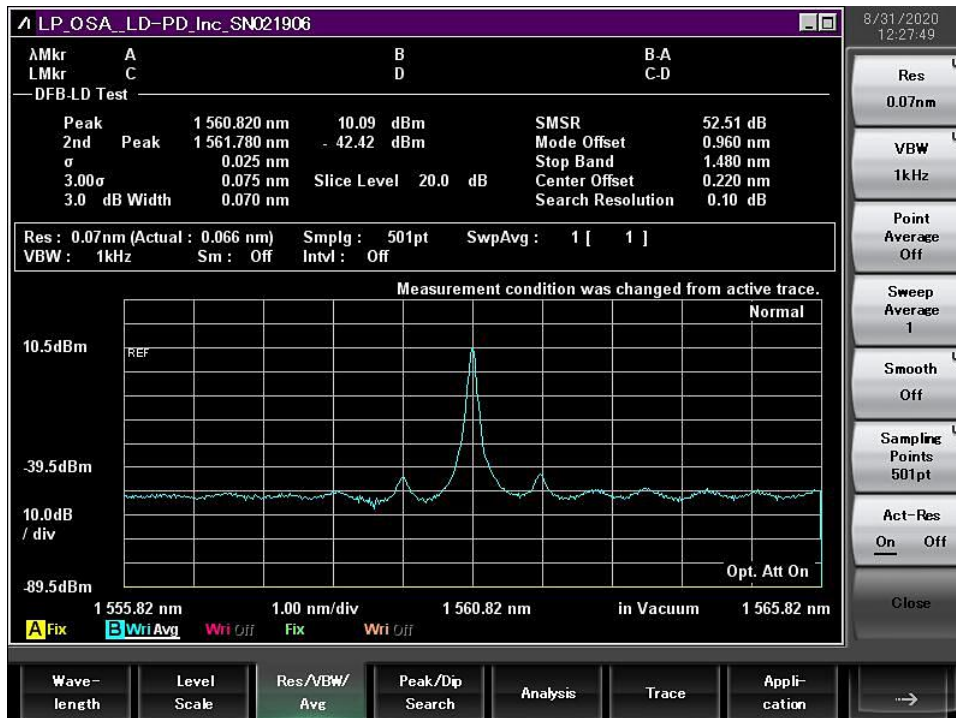 LP_OSA__LD-PD_Inc_SN021906
8/31/2020
12:27:49
λMkr A B B-A
LMkr C D C-D
DFB-LD Test
Peak 1 560.820 nm 10.09 dBm SMSR 52.51 dB
2nd Peak 1 561.780 nm - 42.42 dBm Mode Offset 0.960 nm
σ 0.025 nm Stop Band 1.480 nm
3.00σ 0.075 nm Slice Level 20.0 dB Center Offset 0.220 nm
3.0 dB Width 0.070 nm Search Resolution 0.10 dB
Res : 0.07nm (Actual : 0.066 nm) Smplg : 501pt SwpAvg : 1 [ 1 ]
VBW : 1kHz Sm : Off Intvl : Off
Measurement condition was changed from active trace.
Normal
10.5dBm
REF
-39.5dBm
10.0dB
/ div
Opt. Att On
-89.5dBm
1 555.82 nm 1.00 nm/div 1 560.82 nm in Vacuum 1 565.82 nm
A Fix B Wri Avg Wri Off Fix Wri Off
Res
0.07nm
VBW
1kHz
Point
Average
Off
Sweep
Average
1
Smooth
Off
Sampling
Points
501pt
Act-Res
On Off
Close
Wave-
length
Level
Scale
Res/VBW/
Avg
Peak/Dip
Search
Analysis
Trace
Appli-
cation